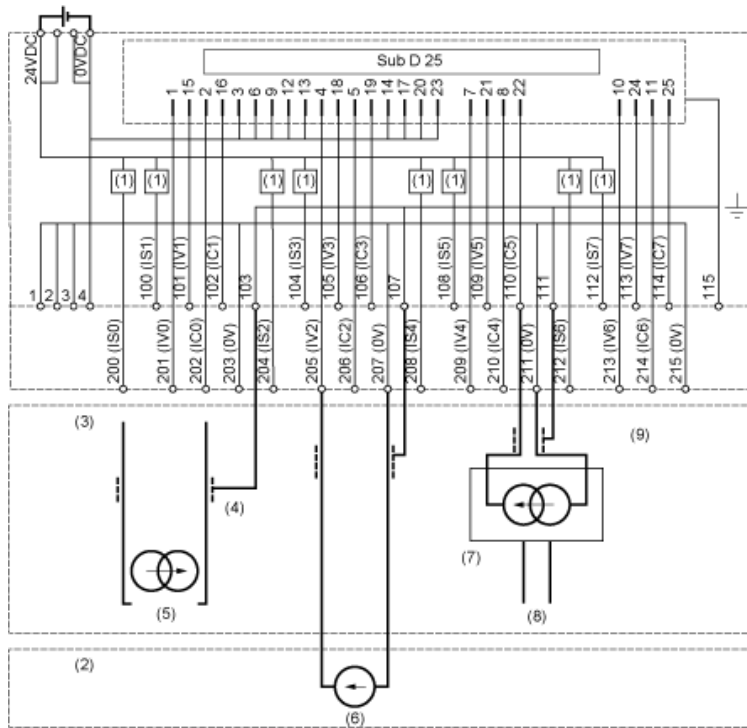 24VDC
0VDC
Sub D 25
1
15
2
16
3
6
9
12
13
4
18
5
19
14
17
20
23
7
21
8
22
10
24
11
25
(1)
(1)
(1)
(1)
(1)
(1)
(1)
(1)
1
2
3
4
100 (IS1)
101 (IV1)
102 (IC1)
103
104 (IS3)
105 (IV3)
106 (IC3)
107
108 (IS5)
109 (IV5)
110 (IC5)
111
112 (IS7)
113 (IV7)
114 (IC7)
115
200 (IS0)
201 (IV0)
202 (IC0)
203 (0V)
204 (IS2)
205 (IV2)
206 (IC2)
207 (0V)
208 (IS4)
209 (IV4)
210 (IC4)
211 (0V)
212 (IS6)
213 (IV6)
214 (IC6)
215 (0V)
(3)
(9)
(4)
(7)
(5)
(8)
(2)
(6)